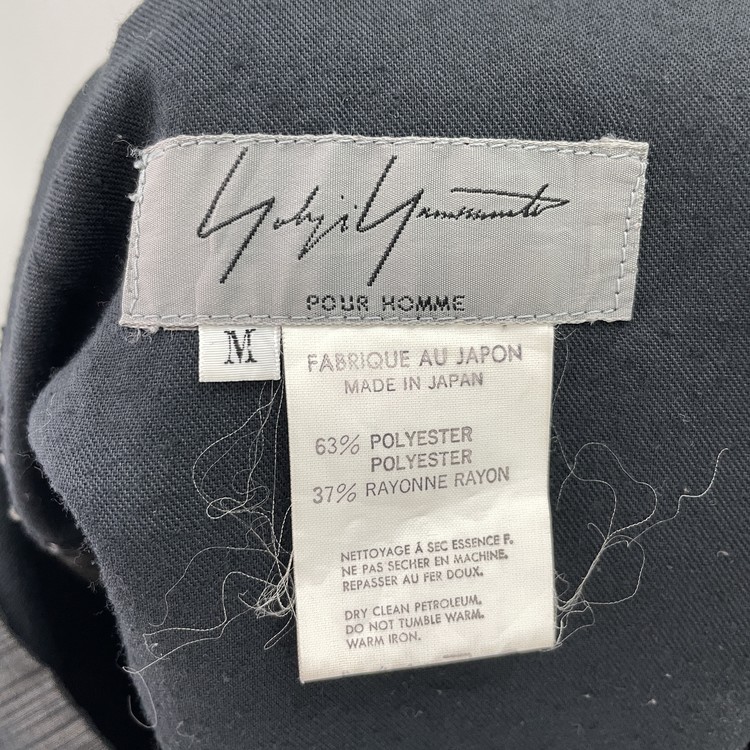 Yohji Yamamoto
POUR HOMME
M
FABRIQUE AU JAPON
MADE IN JAPAN
63% POLYESTER
POLYESTER
37% RAYONNE RAYON
NETTOYAGE À SEC ESSENCE F.
NE PAS SECHER EN MACHINE.
REPASSER AU FER DOUX.
DRY CLEAN PETROLEUM.
DO NOT TUMBLE WARM.
WARM IRON.